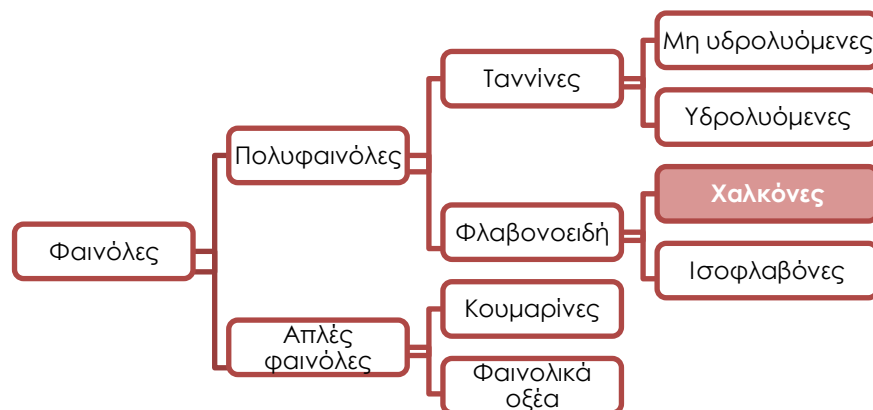 Φαινόλες
Πολυφαινόλες
Ταννίνες
Μη υδρολυόμενες
Υδρολυόμενες
Φλαβονοειδή
Χαλκόνες
Ισοφλαβόνες
Απλές
φαινόλες
Κουμαρίνες
Φαινολικά
οξέα